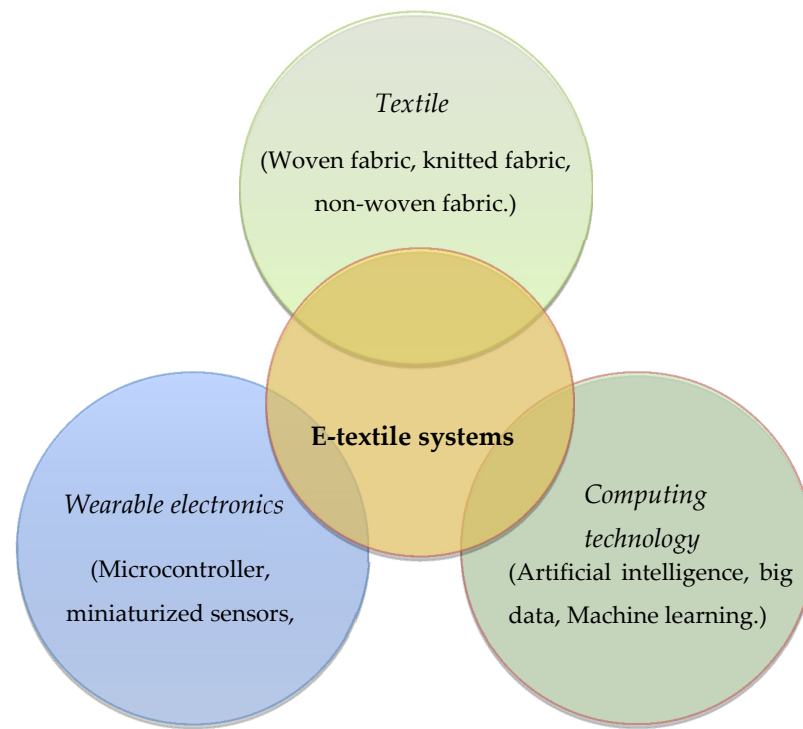 Textile
(Woven fabric, knitted fabric,
non-woven fabric.)
E-textile systems
Wearable electronics
(Microcontroller,
miniaturized sensors,
Computing
technology
(Artificial intelligence, big
data, Machine learning.)